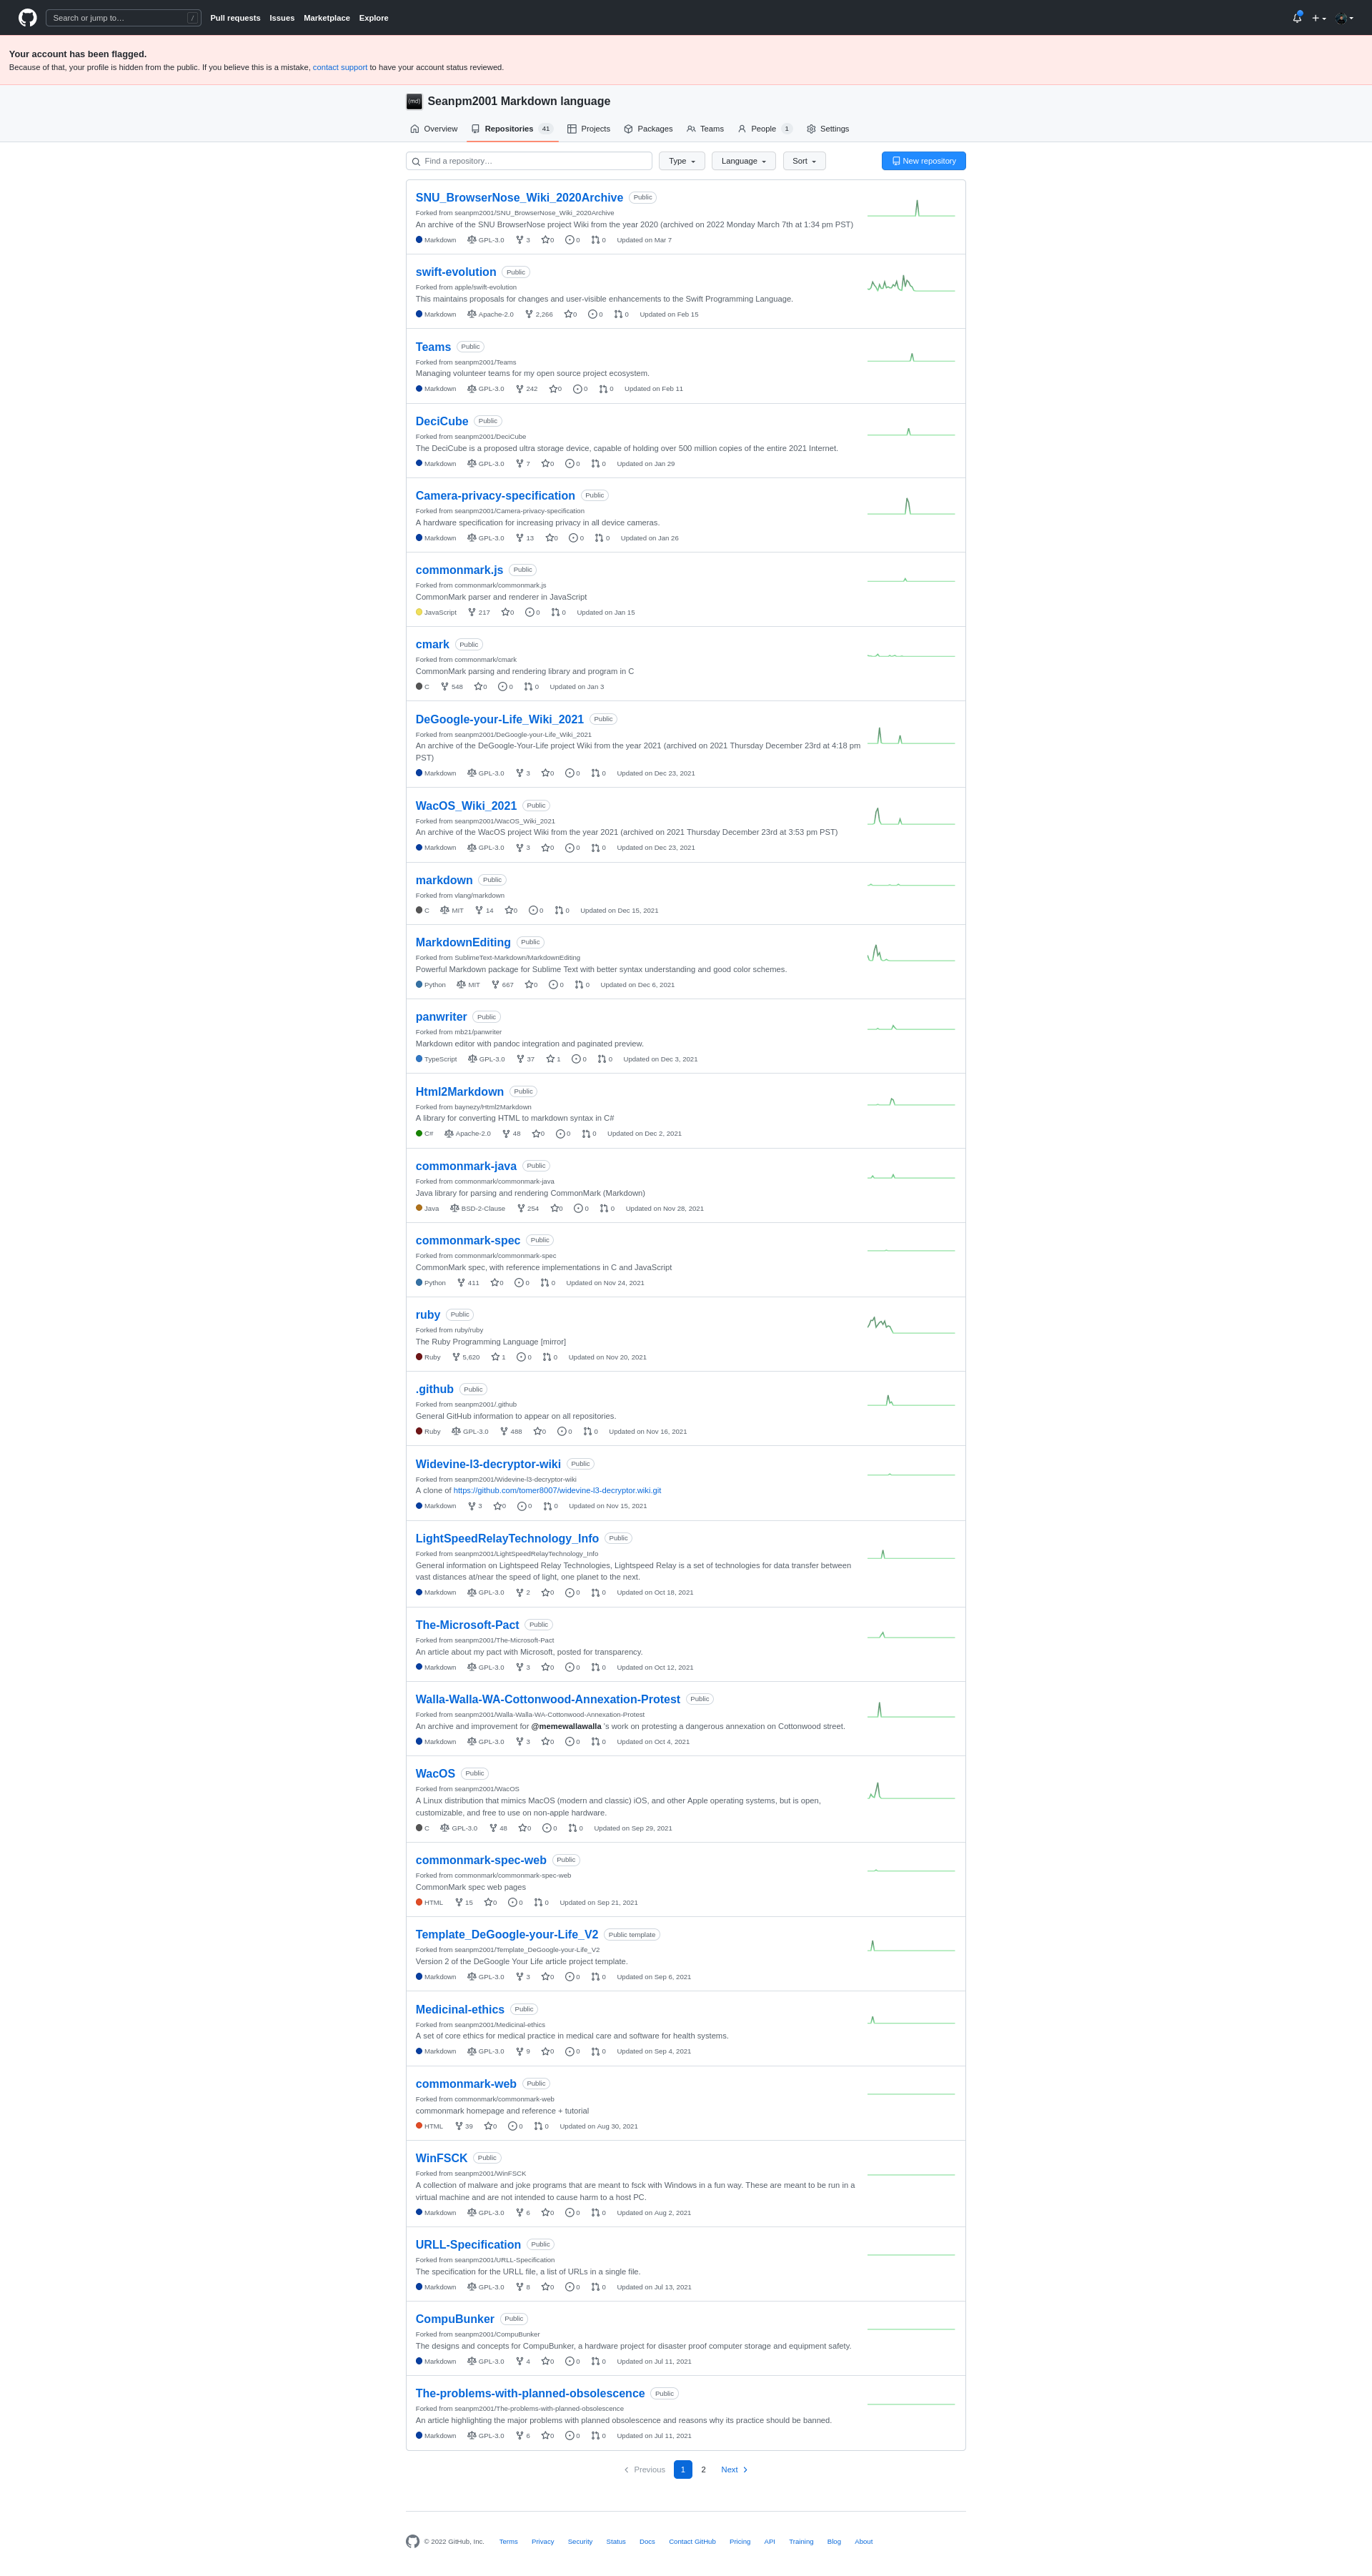 Search or jump to… / Pull requests Issues Marketplace Explore
Your account has been flagged.
Because of that, your profile is hidden from the public. If you believe this is a mistake, contact support to have your account status reviewed.
{md} Seanpm2001 Markdown language
Overview Repositories 41 Projects Packages Teams People 1 Settings
Find a repository… Type Language Sort New repository
SNU_BrowserNose_Wiki_2020Archive Public
Forked from seanpm2001/SNU_BrowserNose_Wiki_2020Archive
An archive of the SNU BrowserNose project Wiki from the year 2020 (archived on 2022 Monday March 7th at 1:34 pm PST)
Markdown GPL-3.0 3 0 0 0 Updated on Mar 7
swift-evolution Public
Forked from apple/swift-evolution
This maintains proposals for changes and user-visible enhancements to the Swift Programming Language.
Markdown Apache-2.0 2,266 0 0 0 Updated on Feb 15
Teams Public
Forked from seanpm2001/Teams
Managing volunteer teams for my open source project ecosystem.
Markdown GPL-3.0 242 0 0 0 Updated on Feb 11
DeciCube Public
Forked from seanpm2001/DeciCube
The DeciCube is a proposed ultra storage device, capable of holding over 500 million copies of the entire 2021 Internet.
Markdown GPL-3.0 7 0 0 0 Updated on Jan 29
Camera-privacy-specification Public
Forked from seanpm2001/Camera-privacy-specification
A hardware specification for increasing privacy in all device cameras.
Markdown GPL-3.0 13 0 0 0 Updated on Jan 26
commonmark.js Public
Forked from commonmark/commonmark.js
CommonMark parser and renderer in JavaScript
JavaScript 217 0 0 0 Updated on Jan 15
cmark Public
Forked from commonmark/cmark
CommonMark parsing and rendering library and program in C
C 548 0 0 0 Updated on Jan 3
DeGoogle-your-Life_Wiki_2021 Public
Forked from seanpm2001/DeGoogle-your-Life_Wiki_2021
An archive of the DeGoogle-Your-Life project Wiki from the year 2021 (archived on 2021 Thursday December 23rd at 4:18 pm
PST)
Markdown GPL-3.0 3 0 0 0 Updated on Dec 23, 2021
WacOS_Wiki_2021 Public
Forked from seanpm2001/WacOS_Wiki_2021
An archive of the WacOS project Wiki from the year 2021 (archived on 2021 Thursday December 23rd at 3:53 pm PST)
Markdown GPL-3.0 3 0 0 0 Updated on Dec 23, 2021
markdown Public
Forked from vlang/markdown
C MIT 14 0 0 0 Updated on Dec 15, 2021
MarkdownEditing Public
Forked from SublimeText-Markdown/MarkdownEditing
Powerful Markdown package for Sublime Text with better syntax understanding and good color schemes.
Python MIT 667 0 0 0 Updated on Dec 6, 2021
panwriter Public
Forked from mb21/panwriter
Markdown editor with pandoc integration and paginated preview.
TypeScript GPL-3.0 37 1 0 0 Updated on Dec 3, 2021
Html2Markdown Public
Forked from baynezy/Html2Markdown
A library for converting HTML to markdown syntax in C#
C# Apache-2.0 48 0 0 0 Updated on Dec 2, 2021
commonmark-java Public
Forked from commonmark/commonmark-java
Java library for parsing and rendering CommonMark (Markdown)
Java BSD-2-Clause 254 0 0 0 Updated on Nov 28, 2021
commonmark-spec Public
Forked from commonmark/commonmark-spec
CommonMark spec, with reference implementations in C and JavaScript
Python 411 0 0 0 Updated on Nov 24, 2021
ruby Public
Forked from ruby/ruby
The Ruby Programming Language [mirror]
Ruby 5,620 1 0 0 Updated on Nov 20, 2021
.github Public
Forked from seanpm2001/.github
General GitHub information to appear on all repositories.
Ruby GPL-3.0 488 0 0 0 Updated on Nov 16, 2021
Widevine-l3-decryptor-wiki Public
Forked from seanpm2001/Widevine-l3-decryptor-wiki
A clone of https://github.com/tomer8007/widevine-l3-decryptor.wiki.git
Markdown 3 0 0 0 Updated on Nov 15, 2021
LightSpeedRelayTechnology_Info Public
Forked from seanpm2001/LightSpeedRelayTechnology_Info
General information on Lightspeed Relay Technologies, Lightspeed Relay is a set of technologies for data transfer between
vast distances at/near the speed of light, one planet to the next.
Markdown GPL-3.0 2 0 0 0 Updated on Oct 18, 2021
The-Microsoft-Pact Public
Forked from seanpm2001/The-Microsoft-Pact
An article about my pact with Microsoft, posted for transparency.
Markdown GPL-3.0 3 0 0 0 Updated on Oct 12, 2021
Walla-Walla-WA-Cottonwood-Annexation-Protest Public
Forked from seanpm2001/Walla-Walla-WA-Cottonwood-Annexation-Protest
An archive and improvement for @memewallawalla 's work on protesting a dangerous annexation on Cottonwood street.
Markdown GPL-3.0 3 0 0 0 Updated on Oct 4, 2021
WacOS Public
Forked from seanpm2001/WacOS
A Linux distribution that mimics MacOS (modern and classic) iOS, and other Apple operating systems, but is open,
customizable, and free to use on non-apple hardware.
C GPL-3.0 48 0 0 0 Updated on Sep 29, 2021
commonmark-spec-web Public
Forked from commonmark/commonmark-spec-web
CommonMark spec web pages
HTML 15 0 0 0 Updated on Sep 21, 2021
Template_DeGoogle-your-Life_V2 Public template
Forked from seanpm2001/Template_DeGoogle-your-Life_V2
Version 2 of the DeGoogle Your Life article project template.
Markdown GPL-3.0 3 0 0 0 Updated on Sep 6, 2021
Medicinal-ethics Public
Forked from seanpm2001/Medicinal-ethics
A set of core ethics for medical practice in medical care and software for health systems.
Markdown GPL-3.0 9 0 0 0 Updated on Sep 4, 2021
commonmark-web Public
Forked from commonmark/commonmark-web
commonmark homepage and reference + tutorial
HTML 39 0 0 0 Updated on Aug 30, 2021
WinFSCK Public
Forked from seanpm2001/WinFSCK
A collection of malware and joke programs that are meant to fsck with Windows in a fun way. These are meant to be run in a
virtual machine and are not intended to cause harm to a host PC.
Markdown GPL-3.0 6 0 0 0 Updated on Aug 2, 2021
URLL-Specification Public
Forked from seanpm2001/URLL-Specification
The specification for the URLL file, a list of URLs in a single file.
Markdown GPL-3.0 8 0 0 0 Updated on Jul 13, 2021
CompuBunker Public
Forked from seanpm2001/CompuBunker
The designs and concepts for CompuBunker, a hardware project for disaster proof computer storage and equipment safety.
Markdown GPL-3.0 4 0 0 0 Updated on Jul 11, 2021
The-problems-with-planned-obsolescence Public
Forked from seanpm2001/The-problems-with-planned-obsolescence
An article highlighting the major problems with planned obsolescence and reasons why its practice should be banned.
Markdown GPL-3.0 6 0 0 0 Updated on Jul 11, 2021
Previous 1 2 Next
© 2022 GitHub, Inc. Terms Privacy Security Status Docs Contact GitHub Pricing API Training Blog About